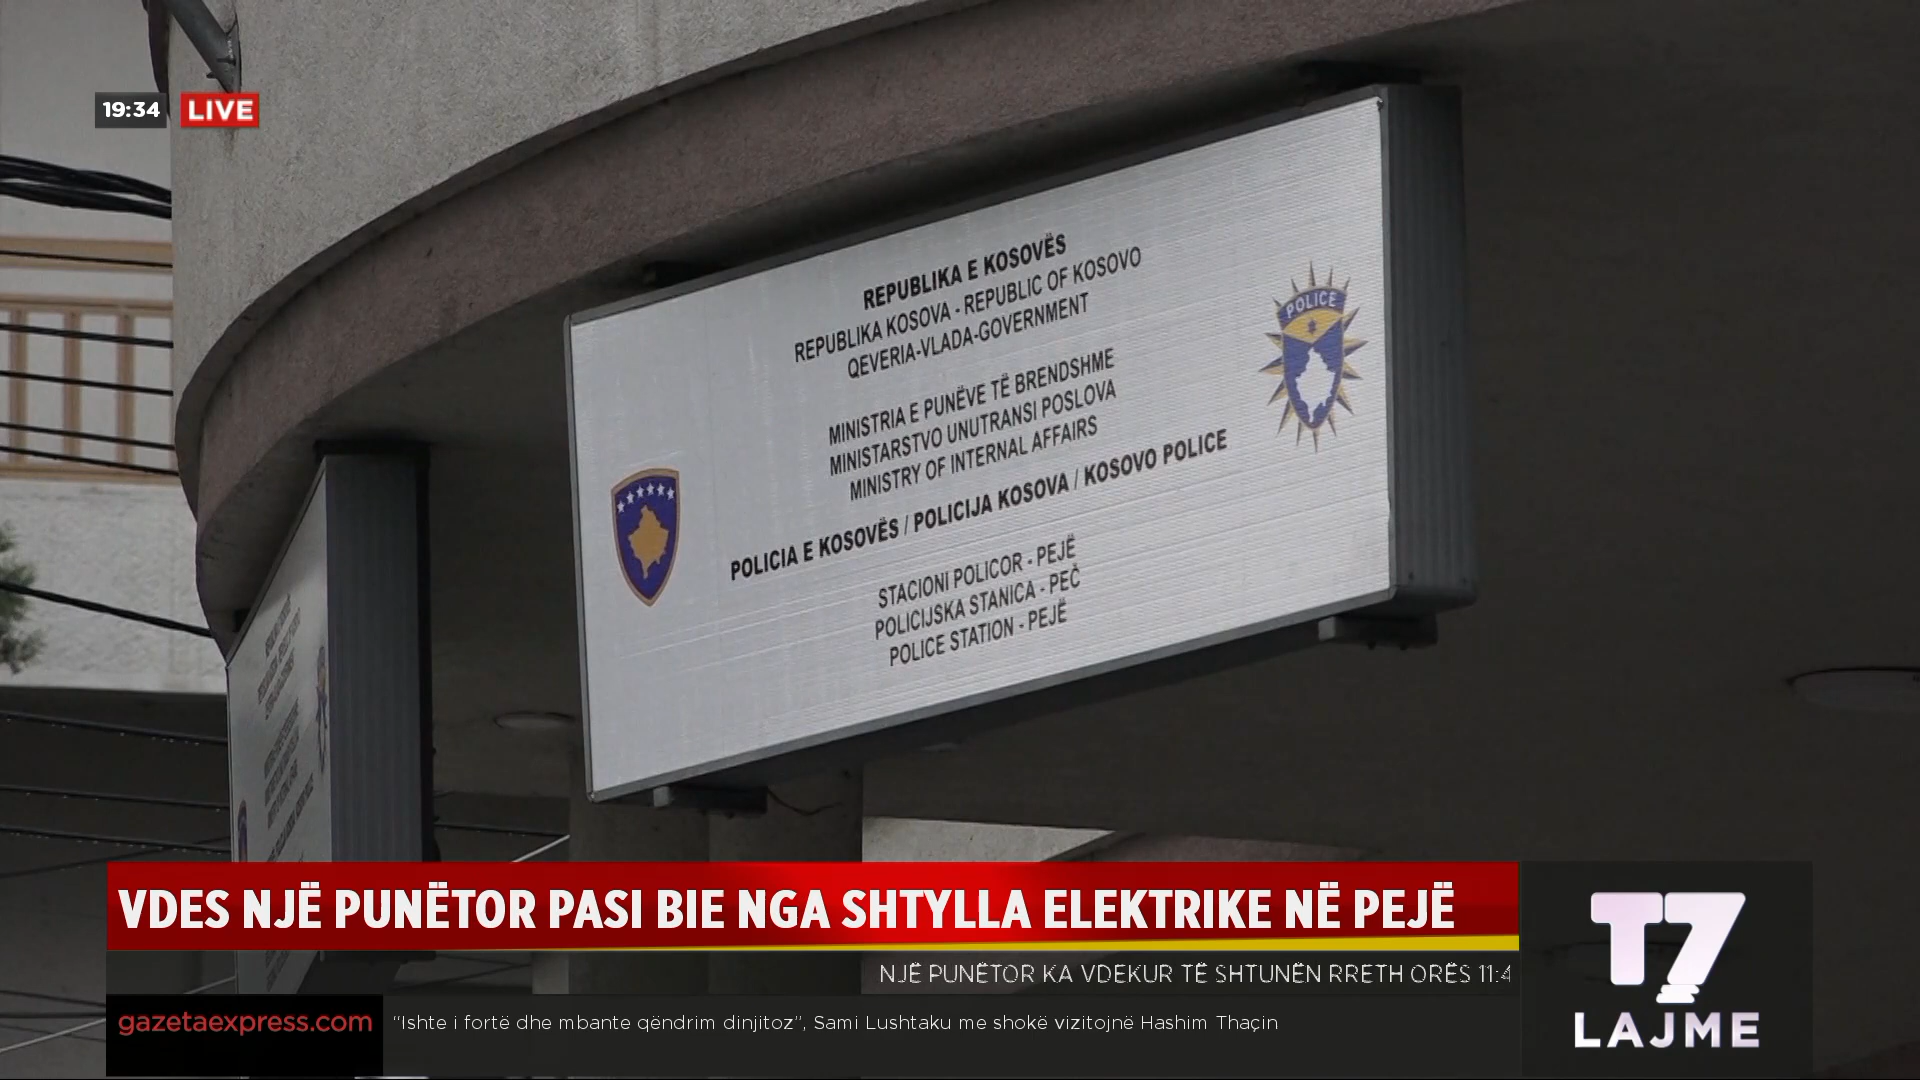 19:34 LIVE
REPUBLIKA E KOSOVËS
REPUBLIKA KOSOVA - REPUBLIC OF KOSOVO
QEVERIA-VLADA-GOVERNMENT
MINISTRIA E PUNËVE TË BRENDSHME
MINISTARSTVO UNUTRANSI POSLOVA
MINISTRY OF INTERNAL AFFAIRS
POLICIA E KOSOVËS / POLICIJA KOSOVA / KOSOVO POLICE
STACIONI POLICOR - PEJË
POLICIJSKA STANICA - PEČ
POLICE STATION - PEJË
POLICE
VDES NJË PUNËTOR PASI BIE NGA SHTYLLA ELEKTRIKE NË PEJË
NJË PUNËTOR KA VDEKUR TË SHTUNËN RRETH ORËS 11:4
gazetaexpress.com
“Ishte i fortë dhe mbante qëndrim dinjitoz”, Sami Lushtaku me shokë vizitojnë Hashim Thaçin
T7
LAJME